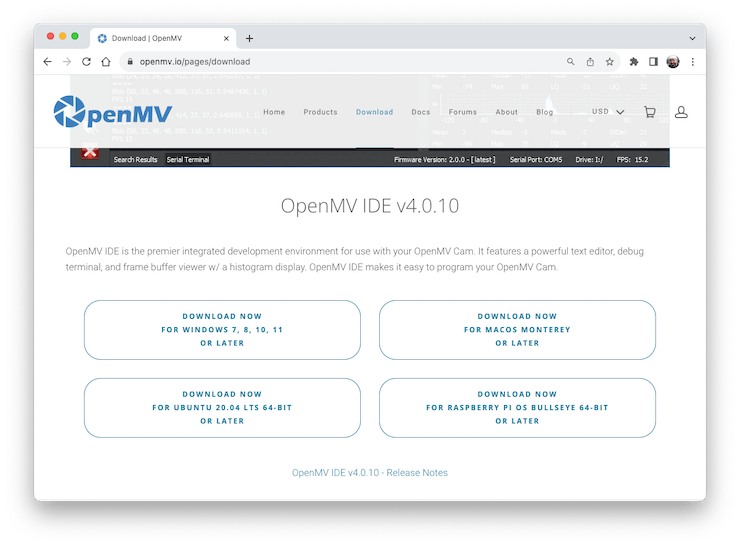 Download | OpenMV
openmv.io/pages/download
OpenMV
Home Products Download Docs Forums About Blog USD
Search Results Serial Terminal Firmware Version: 2.0.0 - [ latest ] Serial Port: COM5 Drive: 1:/ FPS: 15.2
OpenMV IDE v4.0.10
OpenMV IDE is the premier integrated development environment for use with your OpenMV Cam. It features a powerful text editor, debug
terminal, and frame buffer viewer w/ a histogram display. OpenMV IDE makes it easy to program your OpenMV Cam.
DOWNLOAD NOW
FOR WINDOWS 7, 8, 10, 11
OR LATER
DOWNLOAD NOW
FOR MACOS MONTEREY
OR LATER
DOWNLOAD NOW
FOR UBUNTU 20.04 LTS 64-BIT
OR LATER
DOWNLOAD NOW
FOR RASPBERRY PI OS BULLSEYE 64-BIT
OR LATER
OpenMV IDE v4.0.10 - Release Notes